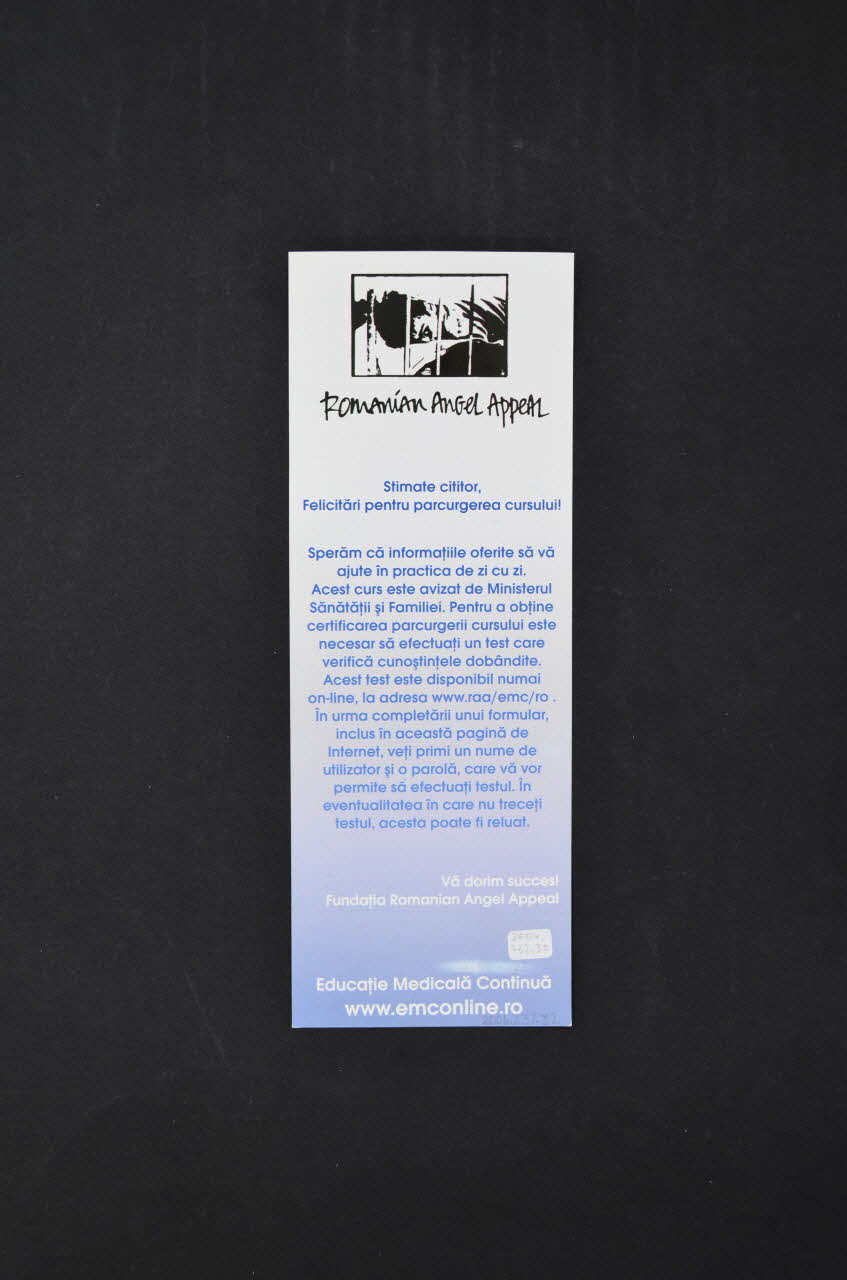 ROMANIAN ANGEL APPEAL
Stimate cititor,
Felicitări pentru parcurgerea cursului!
Sperăm că informațiile oferite să vă
ajute în practica de zi cu zi.
Acest curs este avizat de Ministerul
Sănătății și Familiei. Pentru a obține
certificarea parcurgerii cursului este
necesar să efectuați un test care
verifică cunoștințele dobândite.
Acest test este disponibil numai
on-line, la adresa www.raa/emc/ro .
În urma completării unui formular,
inclus în această pagină de
Internet, veți primi un nume de
utilizator și o parolă, care vă vor
permite să efectuați testul. În
eventualitatea în care nu treceți
testul, acesta poate fi reluat.
Vă dorim succes!
Fundația Romanian Angel Appeal
Educație Medicală Continuă
www.emconline.ro